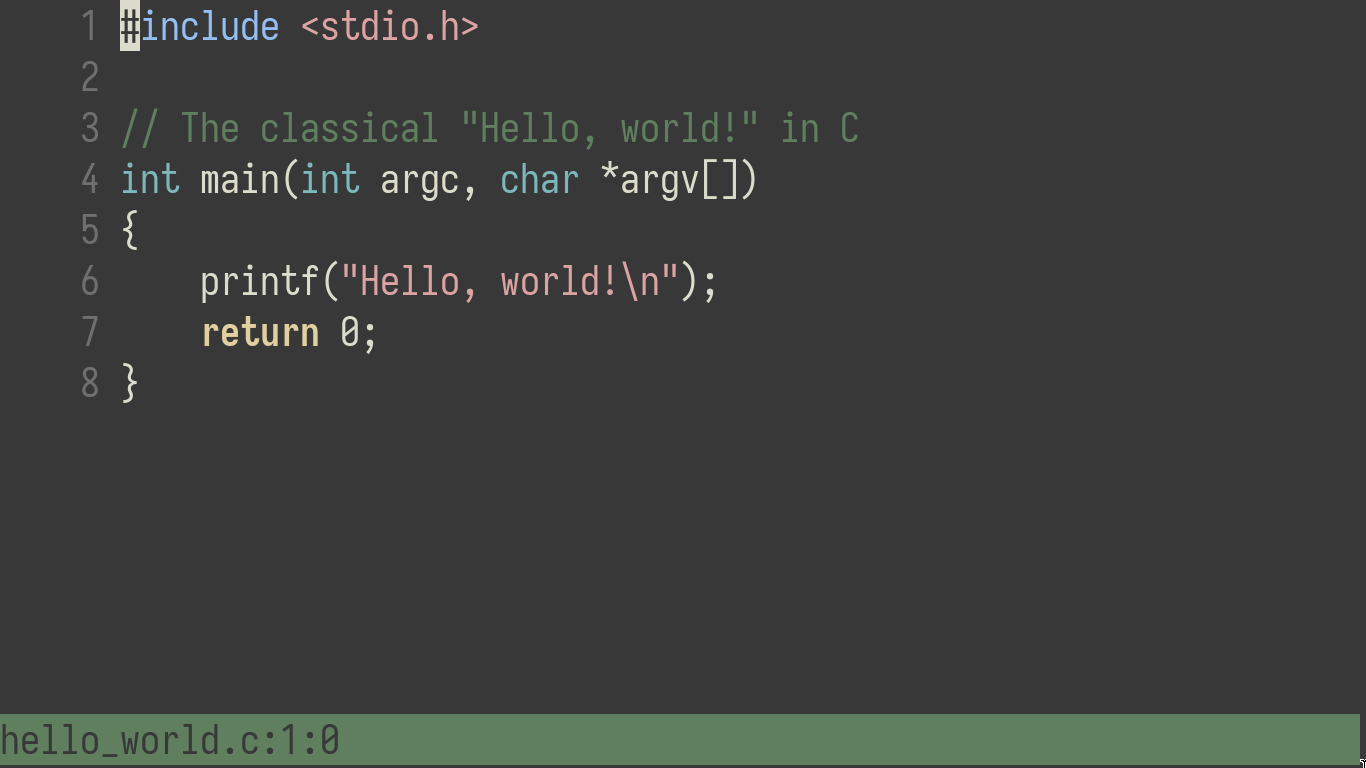 1 #include <stdio.h>
2
3 // The classical "Hello, world!" in C
4 int main(int argc, char *argv[])
5 {
6     printf("Hello, world!\n");
7     return 0;
8 }
hello_world.c:1:0